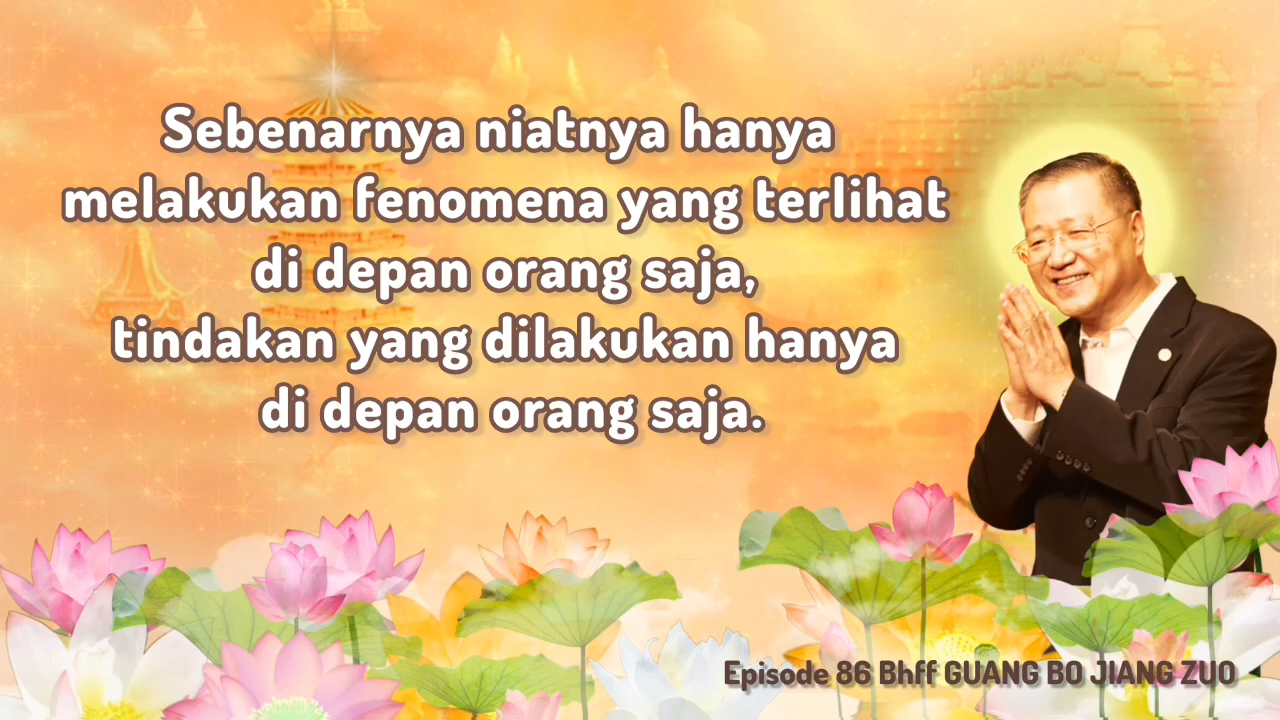 Sebenarnya niatnya hanya
melakukan fenomena yang terlihat
di depan orang saja,
tindakan yang dilakukan hanya
di depan orang saja.
Episode 86 Bhff GUANG BO JIANG ZUO